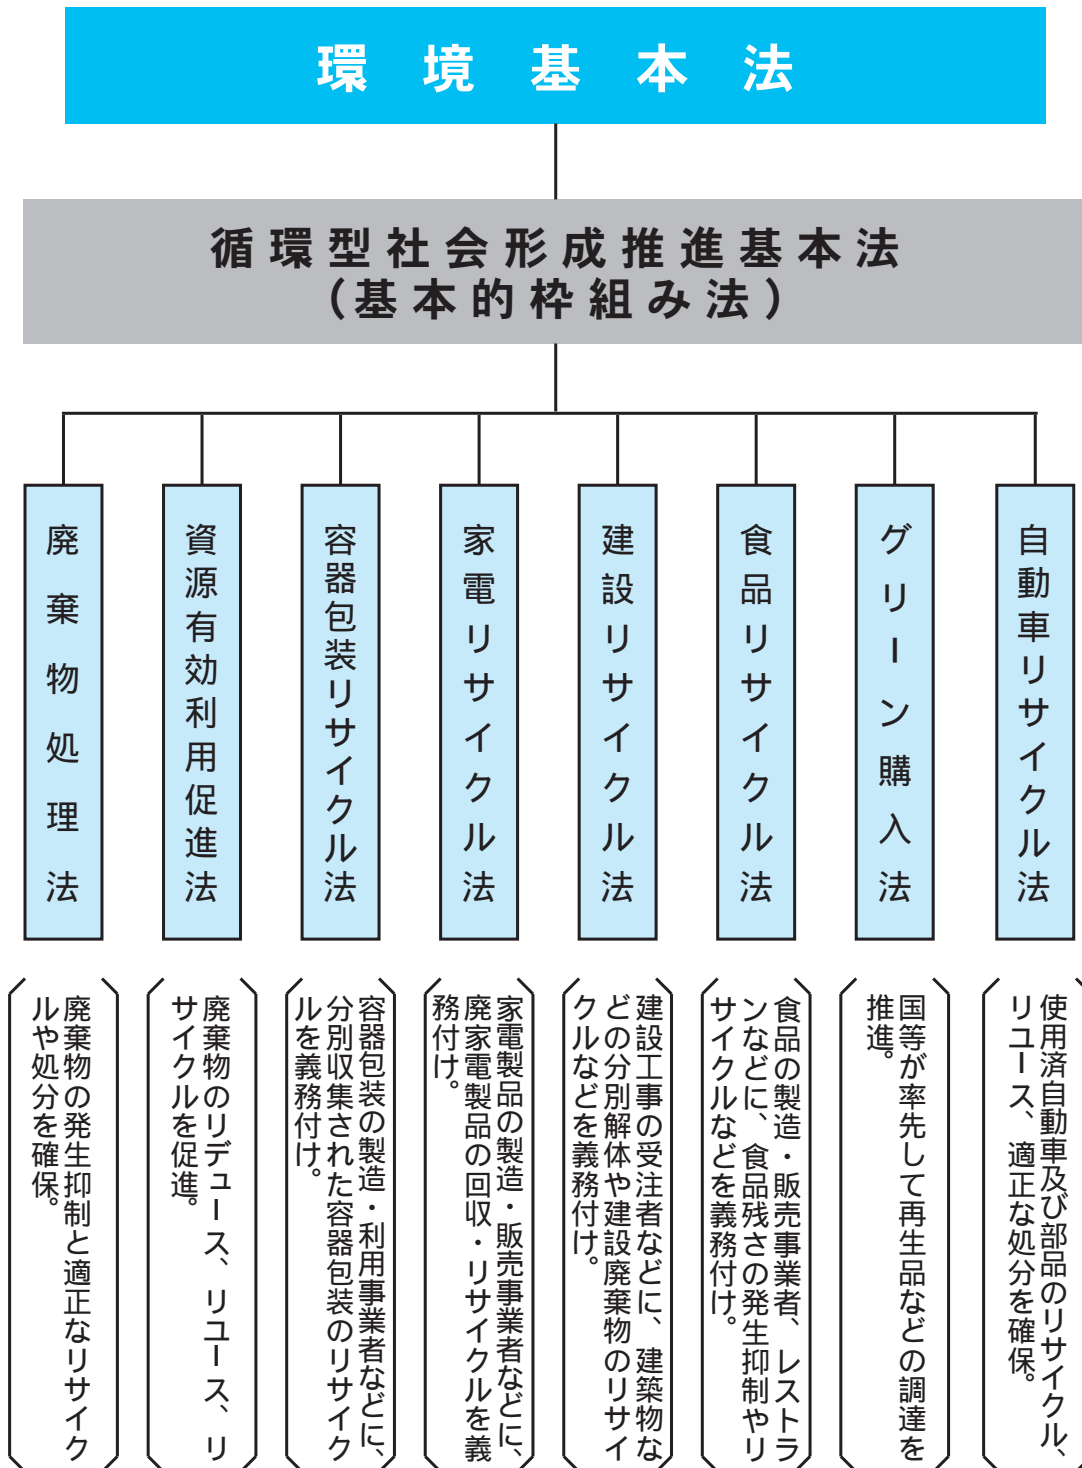 環境基本法
循環型社会形成推進基本法
（基本的枠組み法）
廃棄物処理法
資源有効利用促進法
容器包装リサイクル法
家電リサイクル法
建設リサイクル法
食品リサイクル法
グリーン購入法
自動車リサイクル法
廃棄物の発生抑制と適正なリサイク
ルや処分を確保。
廃棄物のリデュース、リユース、リ
サイクルを促進。
容器包装の製造・利用事業者などに、
分別収集された容器包装のリサイク
ルを義務付け。
家電製品の製造・販売事業者などに、
廃家電製品の回収・リサイクルを義
務付け。
建設工事の受注者などに、建築物な
どの分別解体や建設廃棄物のリサイ
クルなどを義務付け。
食品の製造・販売事業者、レストラ
ンなどに、食品残さの発生抑制やリ
サイクルなどを義務付け。
国等が率先して再生品などの調達を
推進。
使用済自動車及び部品のリサイクル、
リユース、適正な処分を確保。